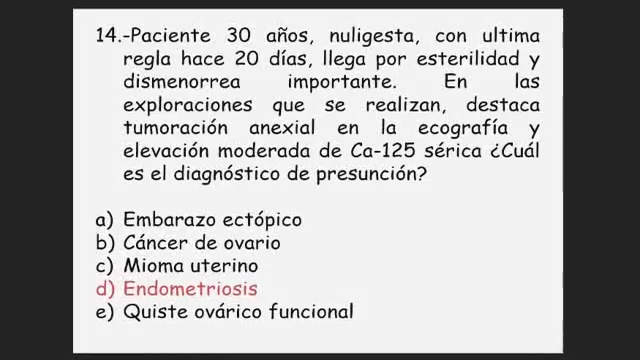 14.-Paciente 30 años, nuligesta, con ultima
regla hace 20 días, llega por esterilidad y
dismenorrea importante. En las
exploraciones que se realizan, destaca
tumoración anexial en la ecografía y
elevación moderada de Ca-125 sérica ¿Cuál
es el diagnóstico de presunción?
a) Embarazo ectópico
b) Cáncer de ovario
c) Mioma uterino
d) Endometriosis
e) Quiste ovárico funcional